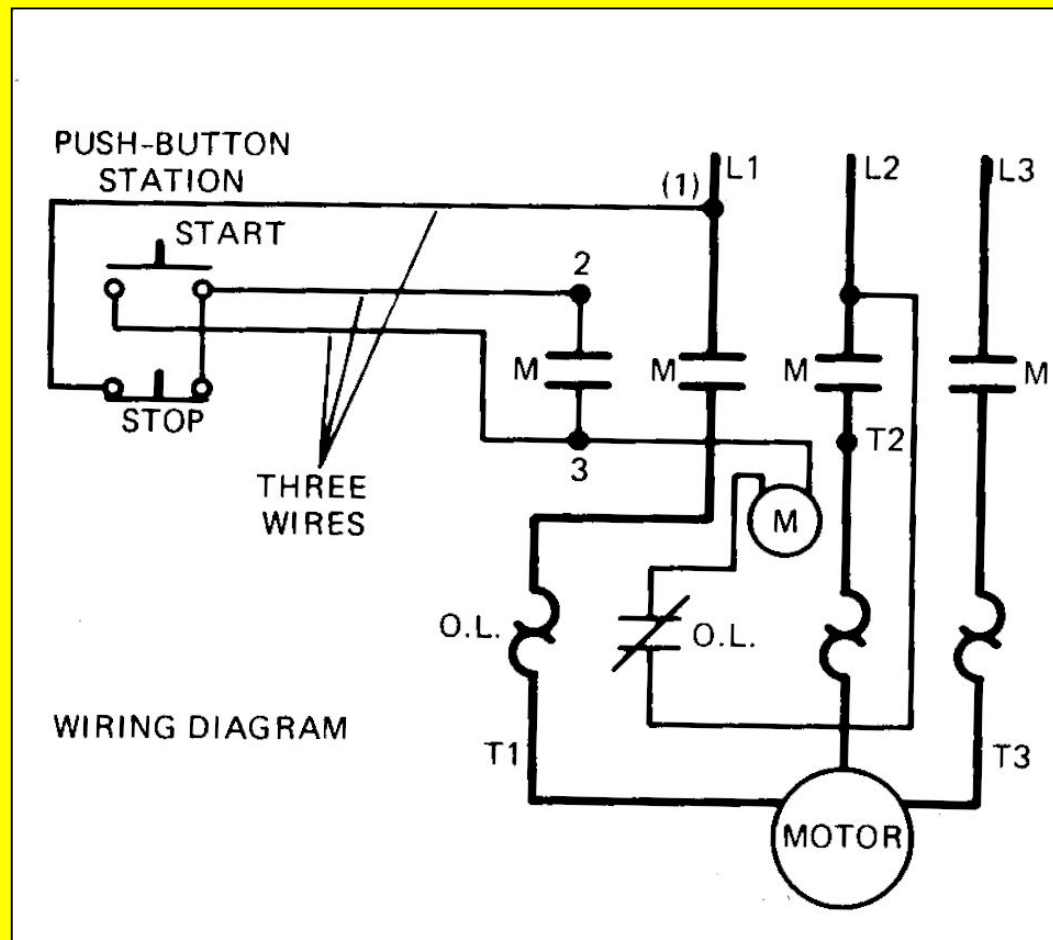 PUSH-BUTTON
STATION
START
STOP
THREE
WIRES
(1)
L1
L2
L3
2
M
M
M
M
3
T2
M
O.L.
O.L.
WIRING DIAGRAM
T1
T3
MOTOR